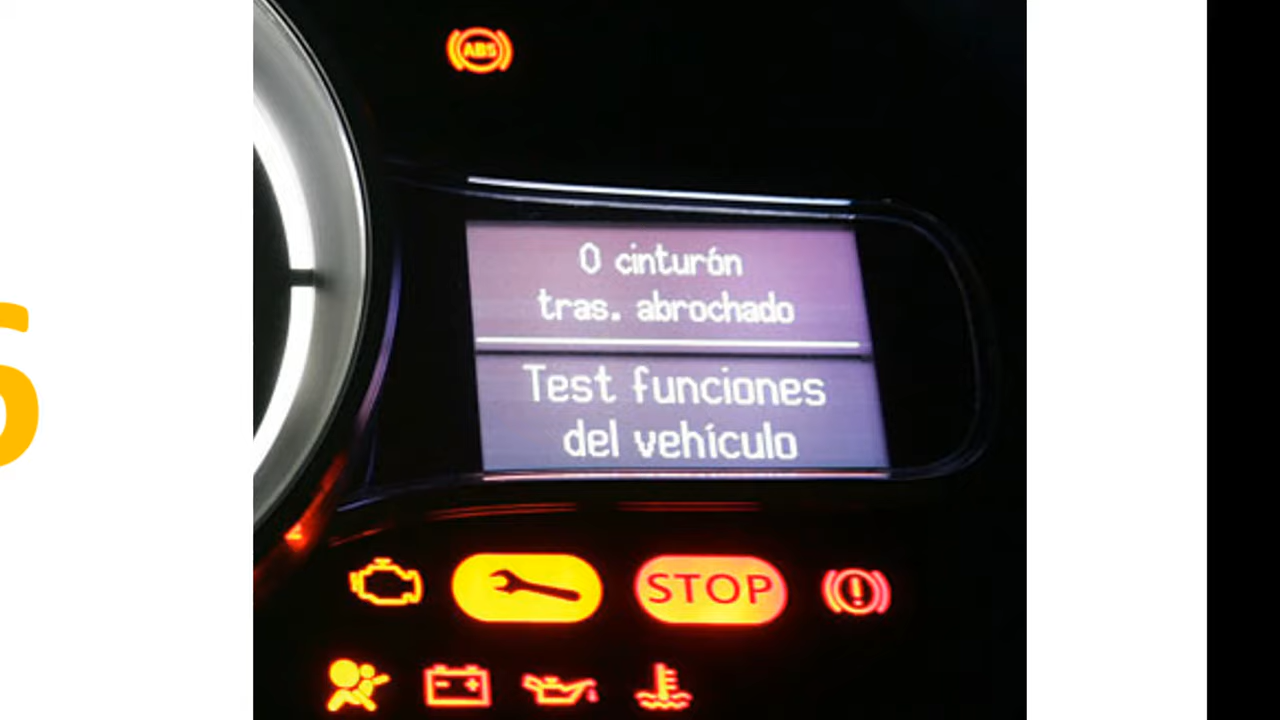 ABS
0 cinturón
tras. abrochado
Test funciones
del vehículo
STOP